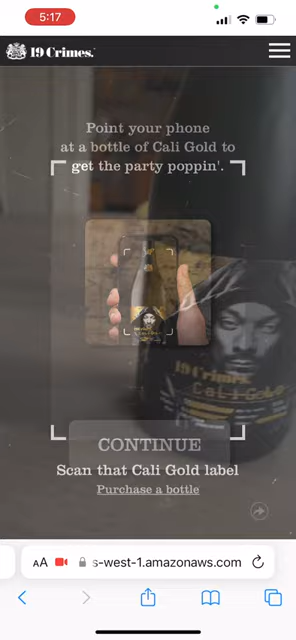 5:17
19 Crimes.
Point your phone
at a bottle of Cali Gold to
get the party poppin'.
19 Crimes.
Cali Gold
CONTINUE
Scan that Cali Gold label
Purchase a bottle
AA
s-west-1.amazonaws.com